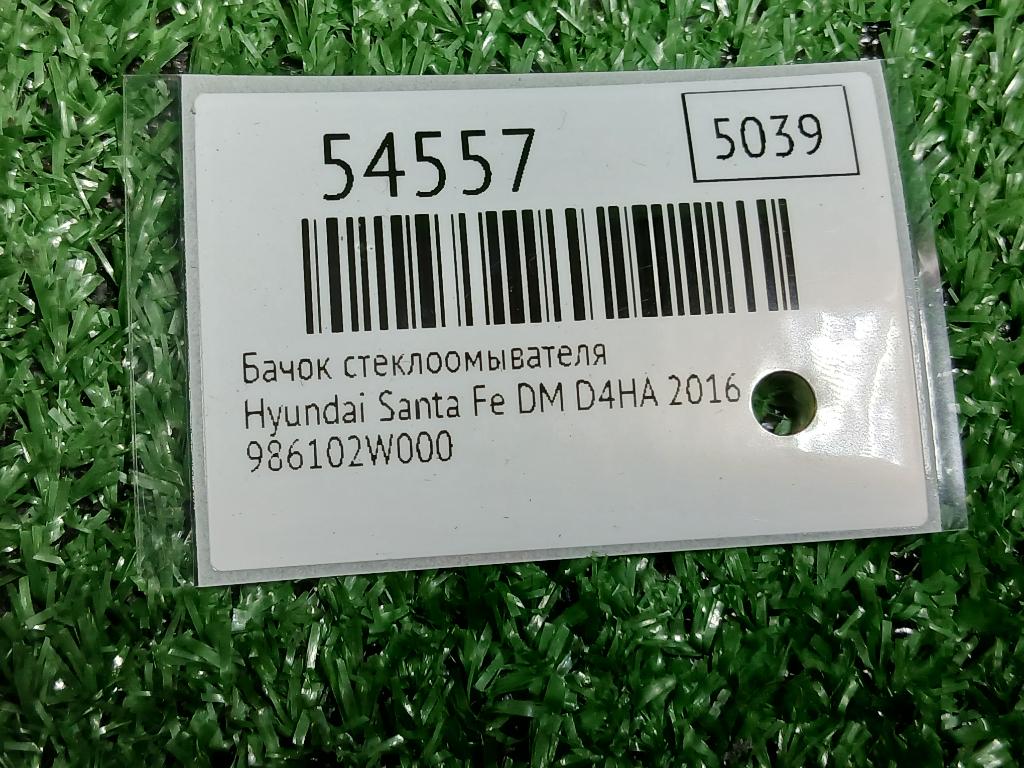 54557
5039
Бачок стеклоомывателя
Hyundai Santa Fe DM D4HA 2016
986102W000